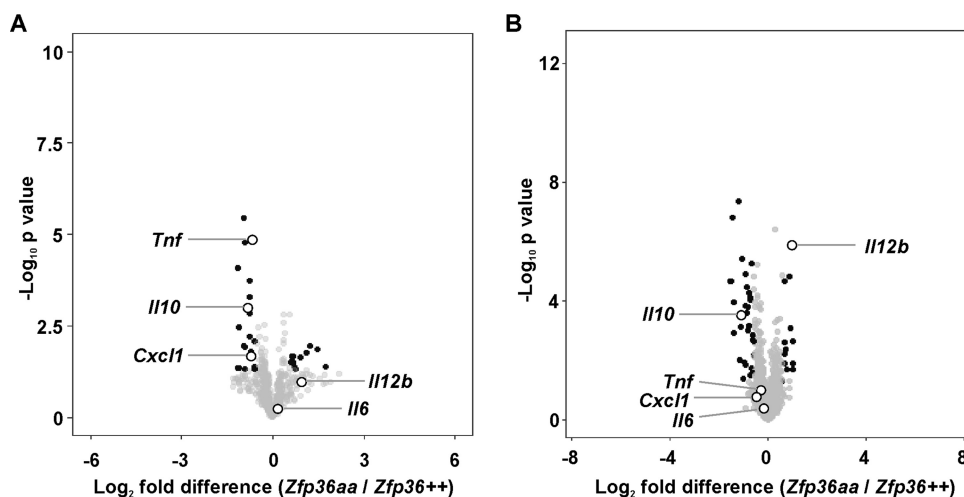 A
10
7.5
5
2.5
0
-6
-3
0
3
6
-Log10 p value
Log2 fold difference (Zfp36aa / Zfp36++)
Tnf
Il10
Cxcl1
Il12b
Il6
B
12
8
4
0
-8
-4
0
4
8
-Log10 p value
Log2 fold difference (Zfp36aa / Zfp36++)
Il12b
Il10
Tnf
Cxcl1
Il6